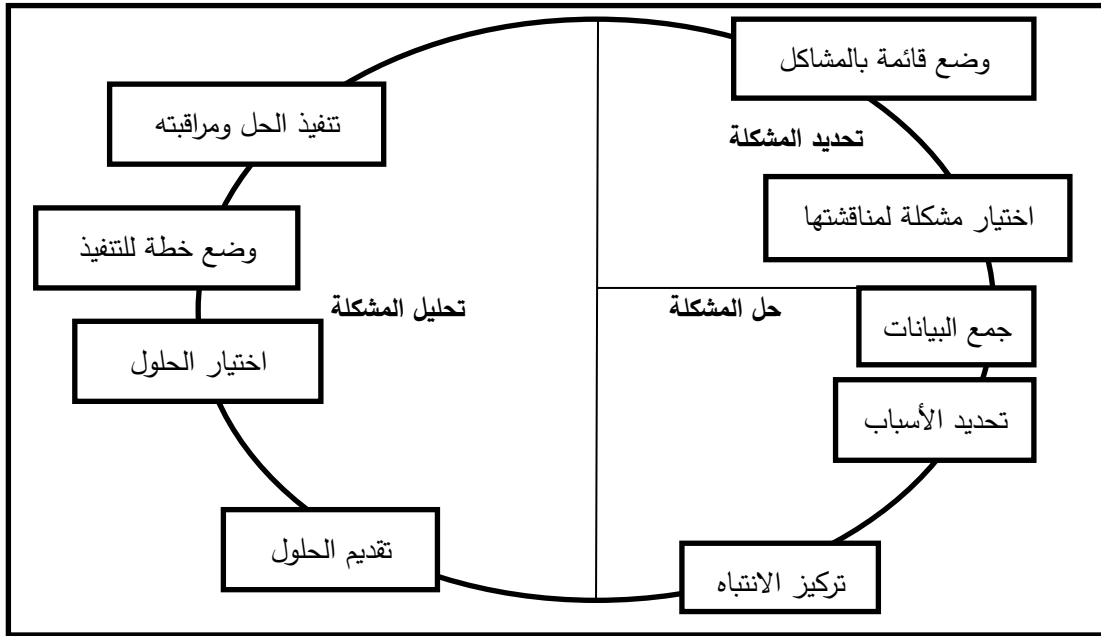 وضع قائمة بالمشاكل
تنفيذ الحل ومراقبته
تحديد المشكلة
اختيار مشكلة لمناقشتها
وضع خطة للتنفيذ
حل المشكلة
تحليل المشكلة
جمع البيانات
اختيار الحلول
تحديد الأسباب
تقديم الحلول
تركيز الانتباه